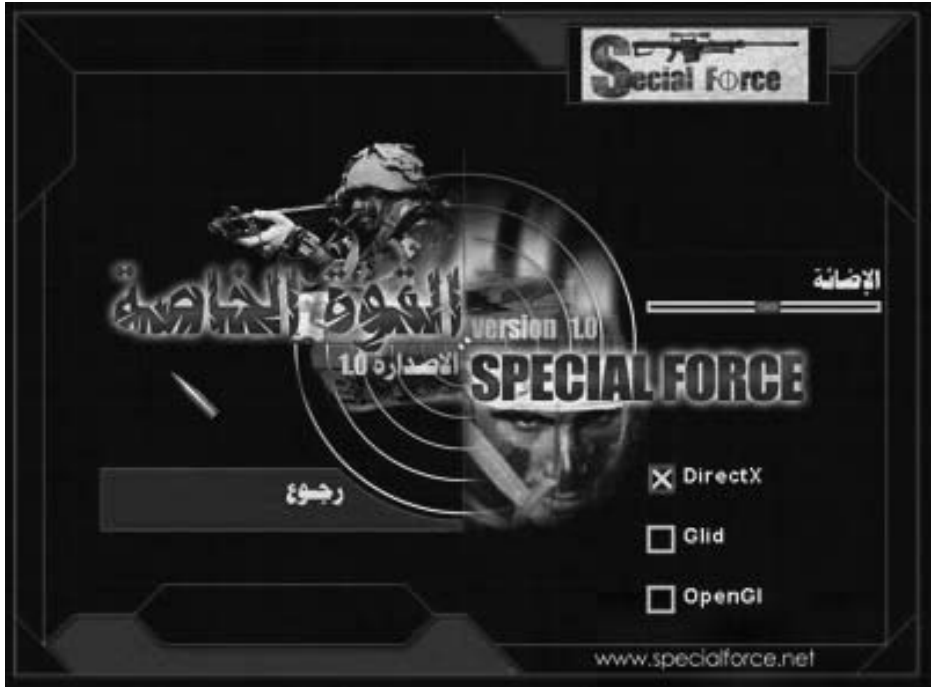 Special Force
القوة الخاصة
الإضائة
version 1.0
الاصداره 1.0
SPECIAL FORCE
رجوع
DirectX
Glid
OpenGl
www.specialforce.net